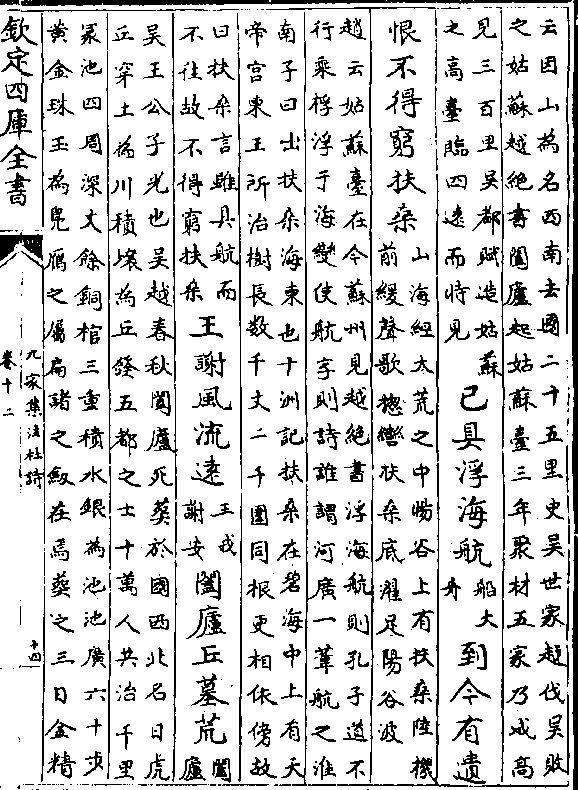 云因山為名西南去國二十五里史吳世家越伐吳敗
之姑蘇越絶書闔廬起姑蘇臺三年聚材五家乃成高
見三百里吳都賦造姑蘇
之高臺臨四逺而特見
已具浮海航
船大
舟
到今有遺
恨不得窮扶桑
山海經太荒之中暘谷上有扶桑陸機
前緩聲歌揔轡扶桑底濯足陽谷波
趙云姑蘇臺在今蘇州見越絶書浮海航則孔子道不
行乘桴浮于海變使航字則詩誰謂河廣一葦航之淮
南子曰出扶桑海東也十洲記扶桑在碧海中上有天
帝宮東王所治樹長數千丈二千圍同根更相依傍故
曰扶桑言雖具航而
不往故不得窮扶桑
王謝風流逺
王戎
謝安
闔廬丘墓荒
闔
廬
吳王公子光也吳越春秋闔廬死葬於國西北名曰虎
丘穿土為川積壤為丘發五都之士十萬人共治千里
冡池四周深丈餘銅棺三重積水銀為池池廣六十步
黄金珠玉為鳬鴈之屬扁諸之劒在焉葬之三日金精
欽定四庫全書
九家集注杜詩
卷十二
十四